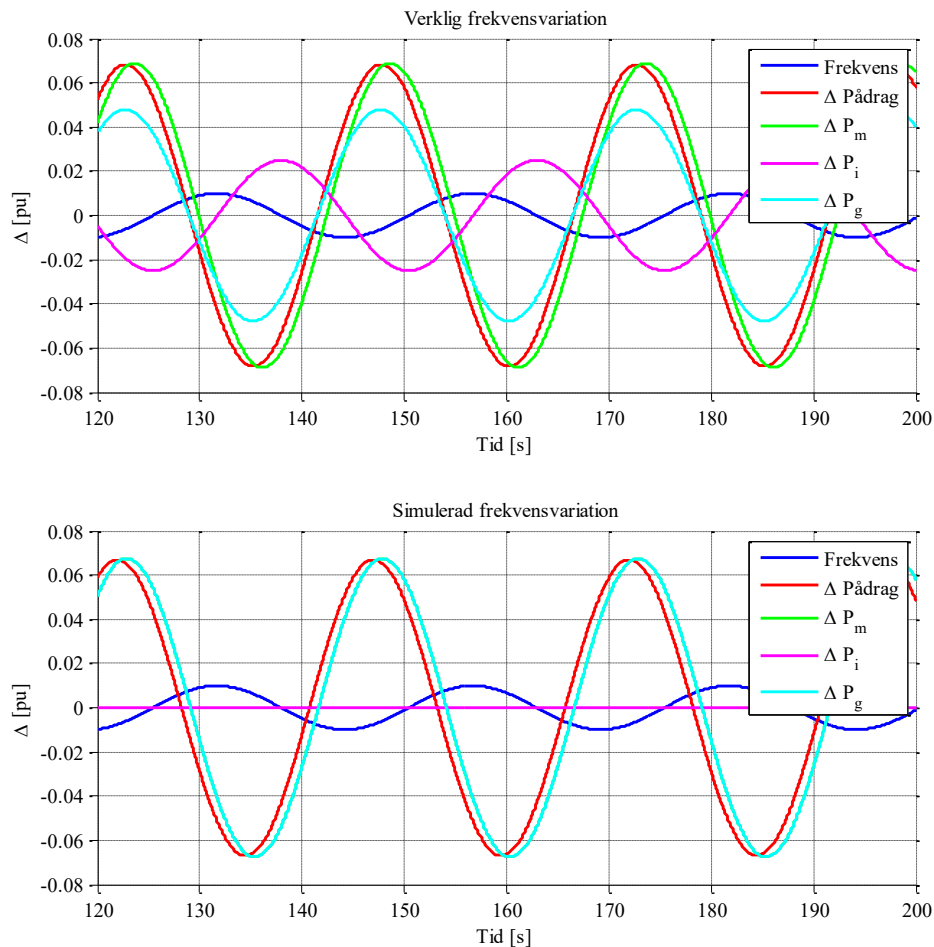 Verklig frekvensvariation
0.08
0.06
0.04
0.02
0
-0.02
-0.04
-0.06
-0.08
Δ [pu]
120 130 140 150 160 170 180 190 200
Tid [s]
Frekvens
Δ Pådrag
Δ P_m
Δ P_i
Δ P_g
Simulerad frekvensvariation
0.08
0.06
0.04
0.02
0
-0.02
-0.04
-0.06
-0.08
Δ [pu]
120 130 140 150 160 170 180 190 200
Tid [s]
Frekvens
Δ Pådrag
Δ P_m
Δ P_i
Δ P_g